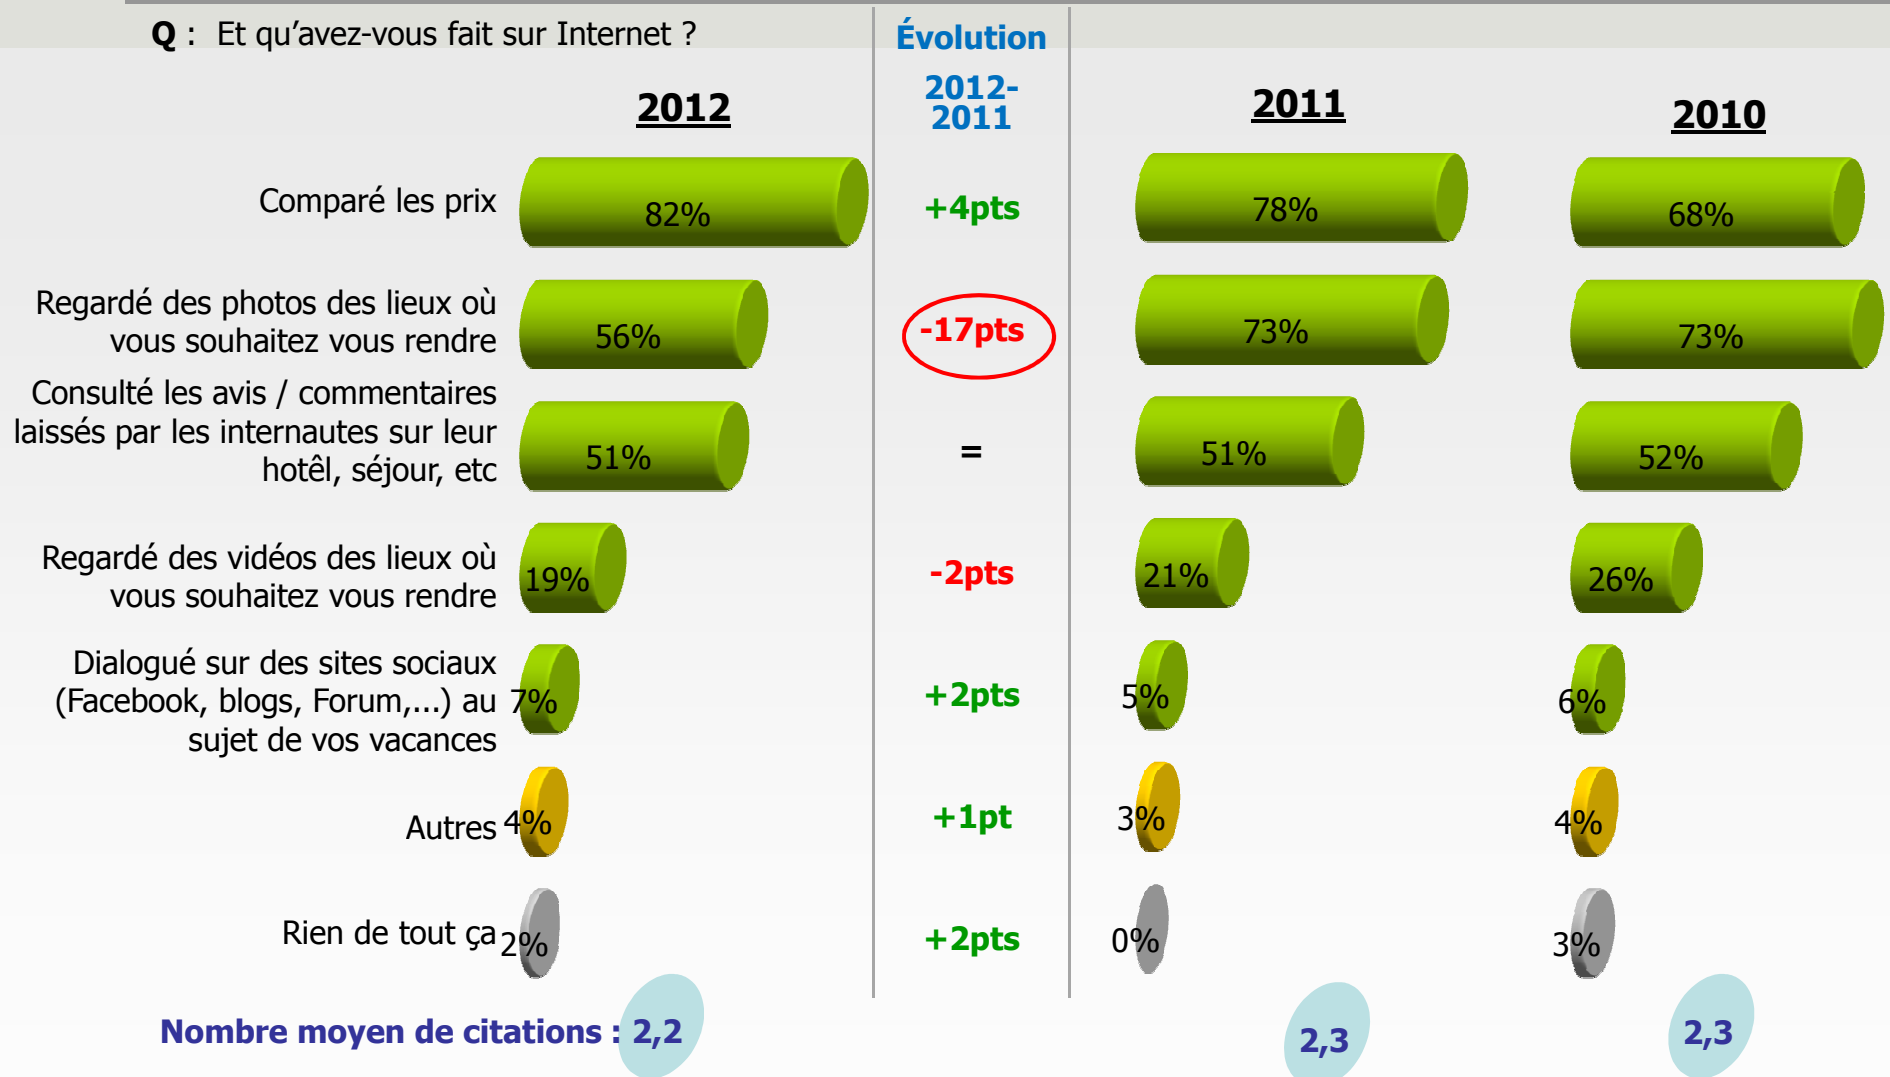 Q : Et qu’avez-vous fait sur Internet ?
Évolution
2012-
2011
2012
2011
2010
Comparé les prix
82%
+4pts
78%
68%
Regardé des photos des lieux où
vous souhaitez vous rendre
56%
-17pts
73%
73%
Consulté les avis / commentaires
laissés par les internautes sur leur
hotêl, séjour, etc
51%
=
51%
52%
Regardé des vidéos des lieux où
vous souhaitez vous rendre
19%
-2pts
21%
26%
Dialogué sur des sites sociaux
(Facebook, blogs, Forum,...) au
sujet de vos vacances
7%
+2pts
5%
6%
Autres
4%
+1pt
3%
4%
Rien de tout ça
2%
+2pts
0%
3%
Nombre moyen de citations : 2,2
2,3
2,3